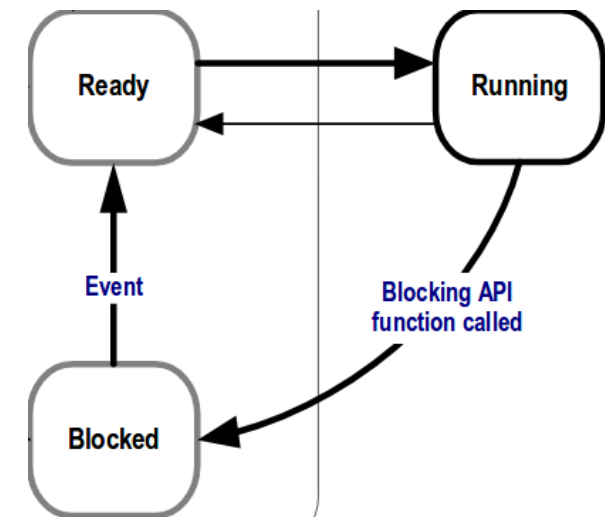 Ready
Running
Event
Blocking API
function called
Blocked